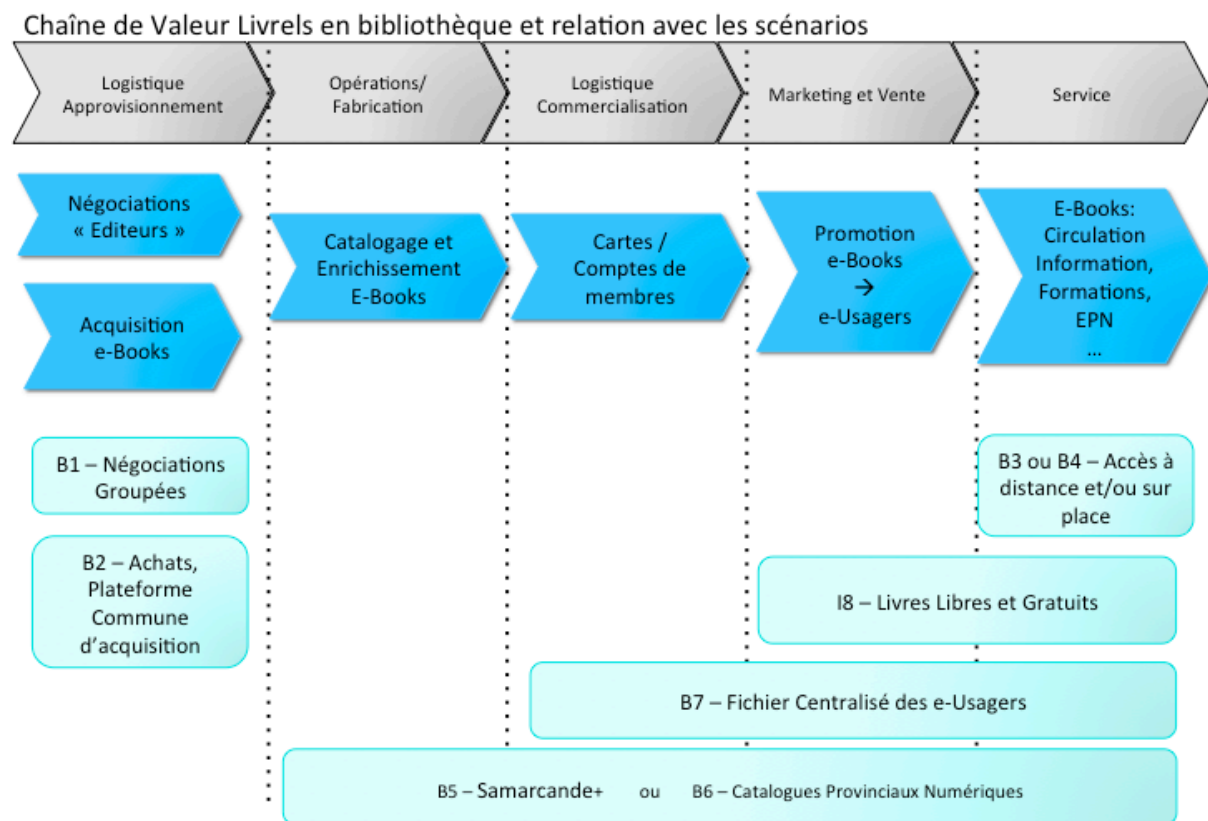 Chaîne de Valeur Livrels en bibliothèque et relation avec les scénarios
Logistique
Approvisionnement
Opérations/
Fabrication
Logistique
Commercialisation
Marketing et Vente
Service
Négociations
« Editeurs »
Acquisition
e-Books
Catalogage et
Enrichissement
E-Books
Cartes /
Comptes de
membres
Promotion
e-Books
→
e-Usagers
E-Books:
Circulation
Information,
Formations,
EPN
...
B1 – Négociations
Groupées
B2 – Achats,
Plateforme
Commune
d'acquisition
B3 ou B4 – Accès à
distance et/ou sur
place
I8 – Livres Libres et Gratuits
B7 – Fichier Centralisé des e-Usagers
B5 – Samarcande+ ou B6 – Catalogues Provinciaux Numériques